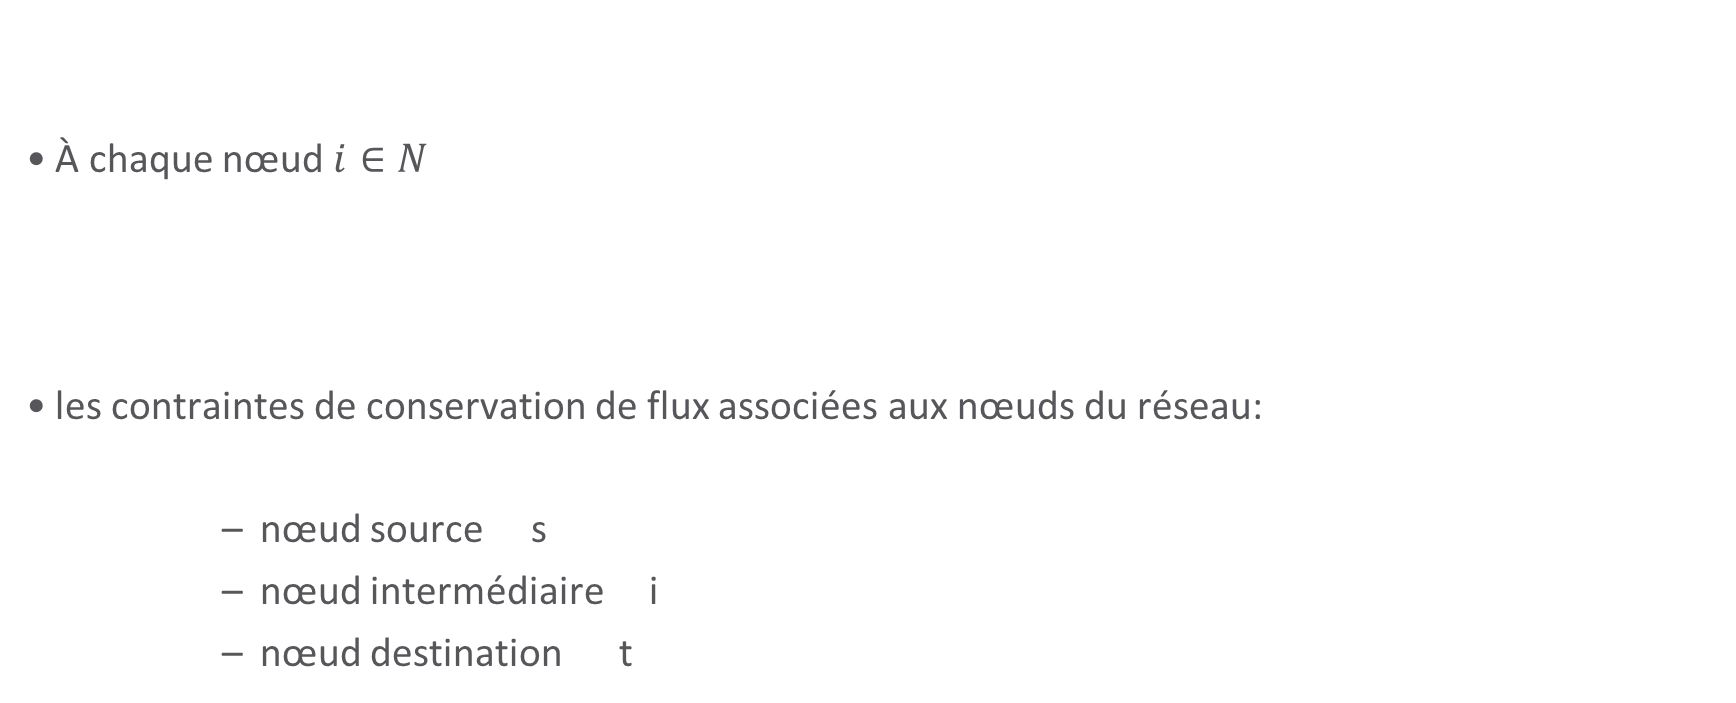 • À chaque nœud i ∈ N
• les contraintes de conservation de flux associées aux nœuds du réseau:
– nœud source s
– nœud intermédiaire i
– nœud destination t